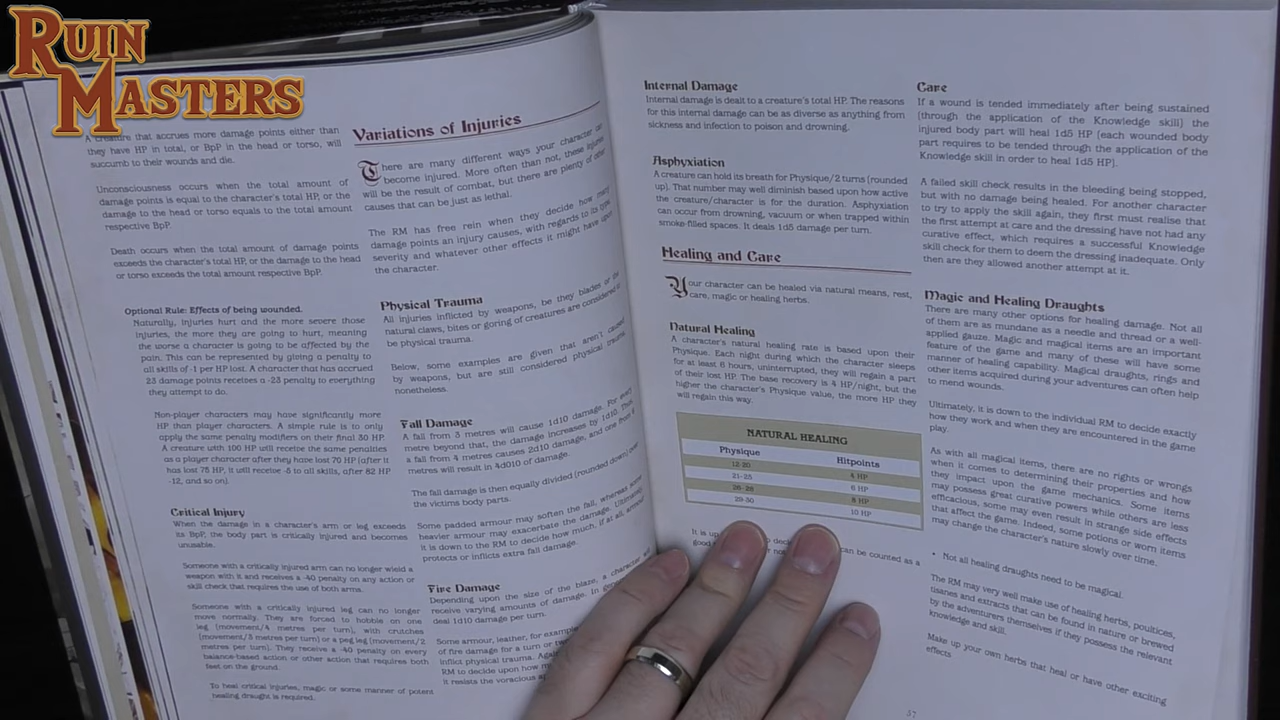 RUIN
MASTERS
A creature that accrues more damage points either than
they have HP in total, or BpP in the head or torso, will
succumb to their wounds and die.
Unconsciousness occurs when the total amount of
damage points is equal to the character's total HP, or the
damage to the head or torso equals to the total amount
respective BpP.
Death occurs when the total amount of damage points
exceeds the character's total HP, or the damage to the head
or torso exceeds the total amount respective BpP.
Optional Rule: Effects of being wounded.
Naturally, injuries hurt and the more severe those
injuries, the more they are going to hurt, meaning
the worse a character is going to be affected by the
pain. This can be represented by giving a penalty to
all skills of -1 per HP lost. A character that has accrued
23 damage points receives a -23 penalty to everything
they attempt to do.
Non-player characters may have significantly more
HP than player characters. A simple rule is to only
apply the same penalty modifiers on their final 30 HP.
A creature with 100 HP will receive the same penalties
as a player character after they have lost 70 HP (after it
has lost 78 HP, it will receive -8 to all skills, after 82 HP
-12, and so on).
Critical Injury
When the damage in a character's arm or leg exceeds
its BpP, the body part is critically injured and becomes
unusable.
Someone with a critically injured arm can no longer wield a
weapon with it and receives a -40 penalty on any action or
skill check that requires the use of both arms.
Someone with a critically injured leg can no longer
move normally. They are forced to hobble on one
leg (movement/4 metres per turn), with crutches
(movement/3 metres per turn) or a peg leg (movement/2
metres per turn). They receive a -40 penalty on every
balance-based action or other action that requires both
feet on the ground.
To heal critical injuries, magic or some manner of potent
healing draught is required.
Variations of Injuries
There are many different ways your character can
become injured. More often than not, these injuries
will be the result of combat, but there are plenty of other
causes that can be just as lethal.
The RM has free rein when they decide how many
damage points an injury causes, with regards to its type,
severity and whatever other effects it might have upon
the character.
Physical Trauma
All injuries inflicted by weapons, be they blades or the
natural claws, bites or goring of creatures are considered to
be physical trauma.
Below, some examples are given that aren't caused
by weapons, but are still considered physical trauma
nonetheless.
Fall Damage
A fall from 3 metres will cause 1d10 damage. For every
metre beyond that, the damage increases by 1d10. Thus,
a fall from 4 metres causes 2d10 damage, and one from 6
metres will result in 4d010 of damage.
The fall damage is then equally divided (rounded down) over
the victims body parts.
Some padded armour may soften the fall, whereas some
heavier armour may exacerbate the damage. Ultimately
it is down to the RM to decide how much, if at all, armour
protects or inflicts extra fall damage.
Fire Damage
Depending upon the size of the blaze, a character will
receive varying amounts of damage. In general
deal 1d10 damage per turn.
Some armour, leather, for example
of fire damage for a turn or two
inflict physical trauma. Again
RM to decide upon how m
it resists the voracious
Internal Damage
Internal damage is dealt to a creature's total HP. The reasons
for this internal damage can be as diverse as anything from
sickness and infection to poison and drowning.
Asphyxiation
A creature can hold its breath for Physique/2 turns (rounded
up). That number may well diminish based upon how active
the creature/character is for the duration. Asphyxiation
can occur from drowning, vacuum or when trapped within
smoke-filled spaces. It deals 1d5 damage per turn.
Healing and Care
Your character can be healed via natural means, rest,
care, magic or healing herbs.
Natural Healing
A character's natural healing rate is based upon their
Physique. Each night during which the character sleeps
for at least 6 hours, uninterrupted, they will regain a part
of their lost HP. The base recovery is 4 HP/night, but the
higher the character's Physique value, the more HP they
will regain this way.
NATURAL HEALING
Physique Hitpoints
12-20 4 HP
21-25 6 HP
26-28 8 HP
29-30 10 HP
It is up to dec can be counted as a
good no
Care
If a wound is tended immediately after being sustained
(through the application of the Knowledge skill) the
injured body part will heal 1d5 HP (each wounded body
part requires to be tended through the application of the
Knowledge skill in order to heal 1d5 HP).
A failed skill check results in the bleeding being stopped,
but with no damage being healed. For another character
to try to apply the skill again, they first must realise that
the first attempt at care and the dressing have not had any
curative effect, which requires a successful Knowledge
skill check for them to deem the dressing inadequate. Only
then are they allowed another attempt at it.
Magic and Healing Draughts
There are many other options for healing damage. Not all
of them are as mundane as a needle and thread or a well-
applied gauze. Magic and magical items are an important
feature of the game and many of these will have some
manner of healing capability. Magical draughts, rings and
other items acquired during your adventures can often help
to mend wounds.
Ultimately, it is down to the individual RM to decide exactly
how they work and when they are encountered in the game
play.
As with all magical items, there are no rights or wrongs
when it comes to determining their properties and how
they impact upon the game mechanics. Some items
may possess great curative powers while others are less
efficacious, some may even result in strange side effects
that affect the game. Indeed, some potions or worn items
may change the character's nature slowly over time.
• Not all healing draughts need to be magical.
The RM may very well make use of healing herbs, poultices,
tisanes and extracts that can be found in nature or brewed
by the adventurers themselves if they possess the relevant
knowledge and skill.
Make up your own herbs that heal or have other exciting
effects.
37